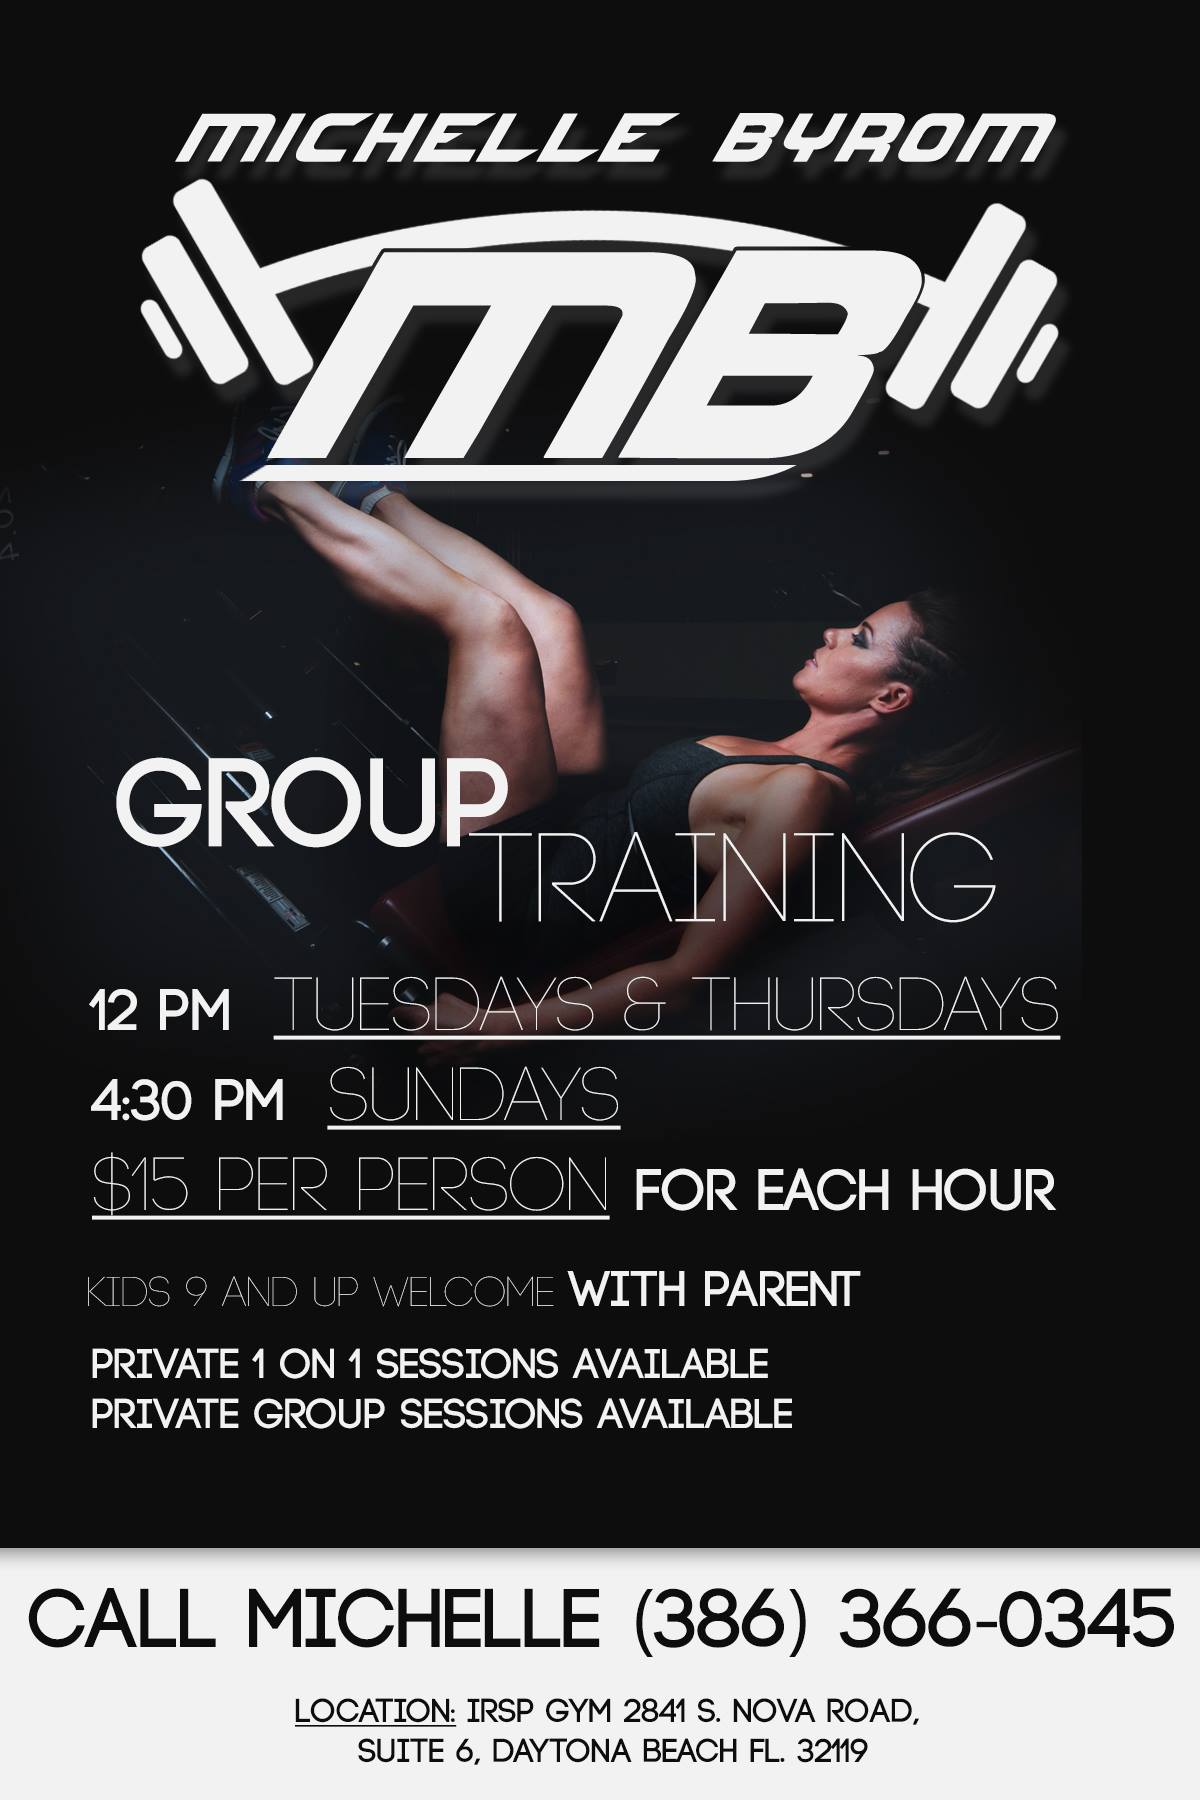 MICHELLE BYROM
MB
GROUP
TRAINING
12 PM TUESDAYS & THURSDAYS
4:30 PM SUNDAYS
$15 PER PERSON FOR EACH HOUR
KIDS 9 AND UP WELCOME WITH PARENT
PRIVATE 1 ON 1 SESSIONS AVAILABLE
PRIVATE GROUP SESSIONS AVAILABLE
CALL MICHELLE (386) 366-0345
LOCATION: IRSP GYM 2841 S. NOVA ROAD,
SUITE 6, DAYTONA BEACH FL. 32119